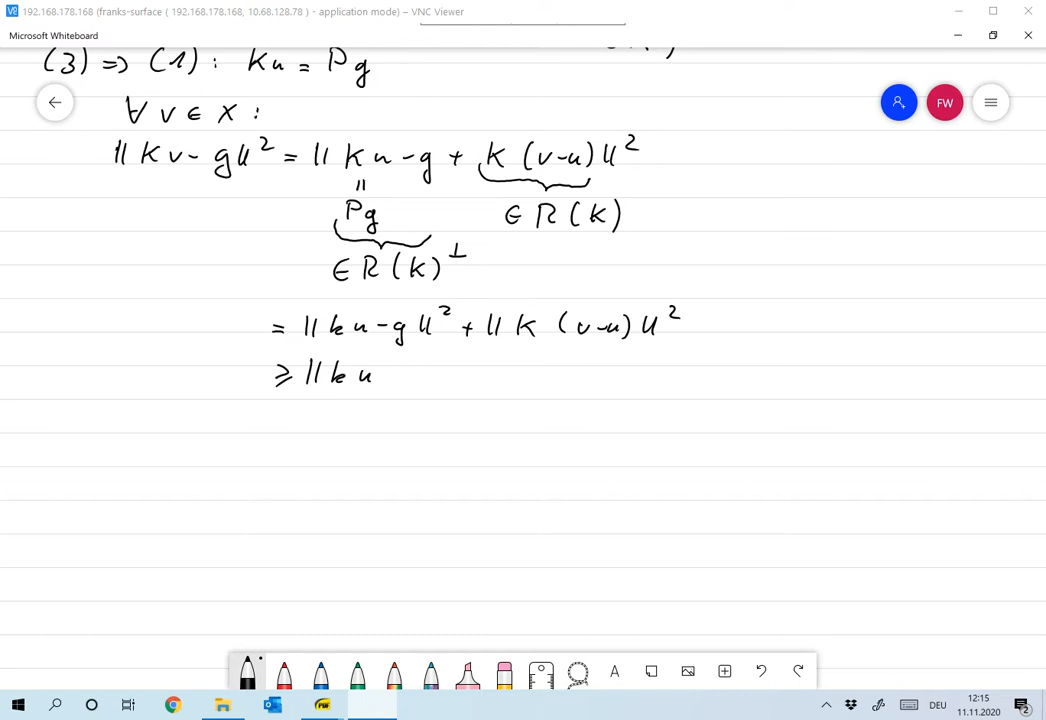 192.168.178.168 (franks-surface ( 192.168.178.168, 10.68.128.78 ) - application mode) – VNC Viewer
Microsoft Whiteboard
(3) => (1) : Ku = Pg
∀ v ∈ X :
|| Kv - g ||² = || Ku - g + K (v-u) ||²
||
Pg ∈ R (K)
∈ R (K)⊥
= || Ku - g ||² + || K (v-u) ||²
≥ || Ku
FW
A
DEU
12:15
11.11.2020
2